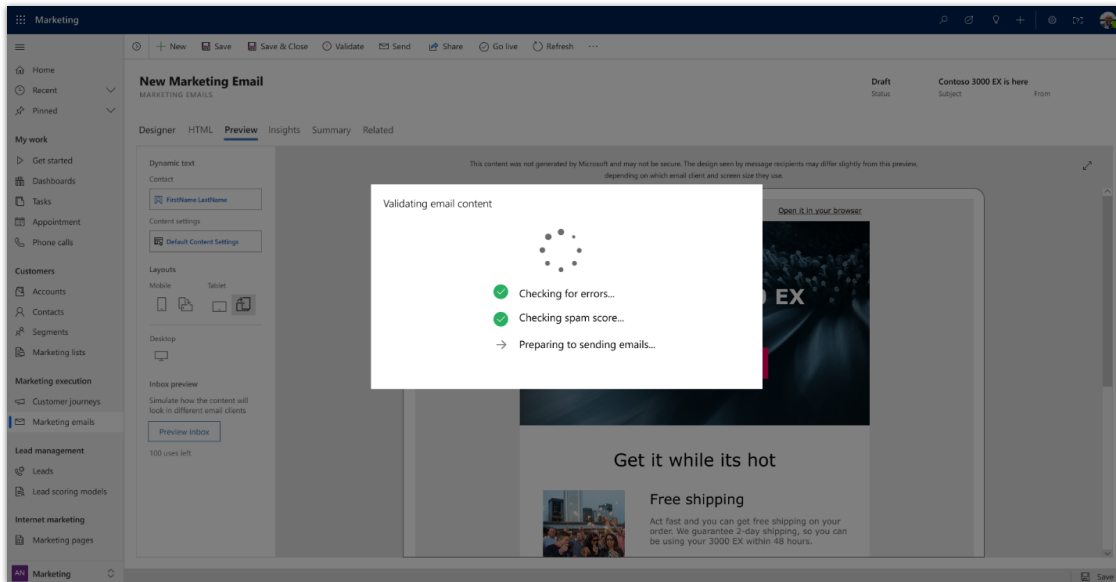 Marketing
New Save Save & Close Validate Send Share Go live Refresh
Home
Recent
Pinned
My work
Get started
Dashboards
Tasks
Appointment
Phone calls
Customers
Accounts
Contacts
Segments
Marketing lists
Marketing execution
Customer journeys
Marketing emails
Lead management
Leads
Lead scoring models
Internet marketing
Marketing pages
AN Marketing
New Marketing Email
MARKETING EMAILS
Draft
Status
Contoso 3000 EX is here
Subject
From
Designer HTML Preview Insights Summary Related
Dynamic text
Contact
FirstName LastName
Content settings
Default Content Settings
Layouts
Mobile Tablet
Desktop
Inbox preview
Simulate how the content will
look in different email clients
Preview Inbox
100 uses left
This content was not generated by Microsoft and may not be secure. The design seen by message recipients may differ slightly from this preview,
depending on which email client and screen size they use.
Open it in your browser
EX
Validating email content
Checking for errors...
Checking spam score...
Preparing to sending emails...
Get it while its hot
Free shipping
Act fast and you can get free shipping on your
order. We guarantee 2-day shipping, so you can
be using your 3000 EX within 48 hours.
Save